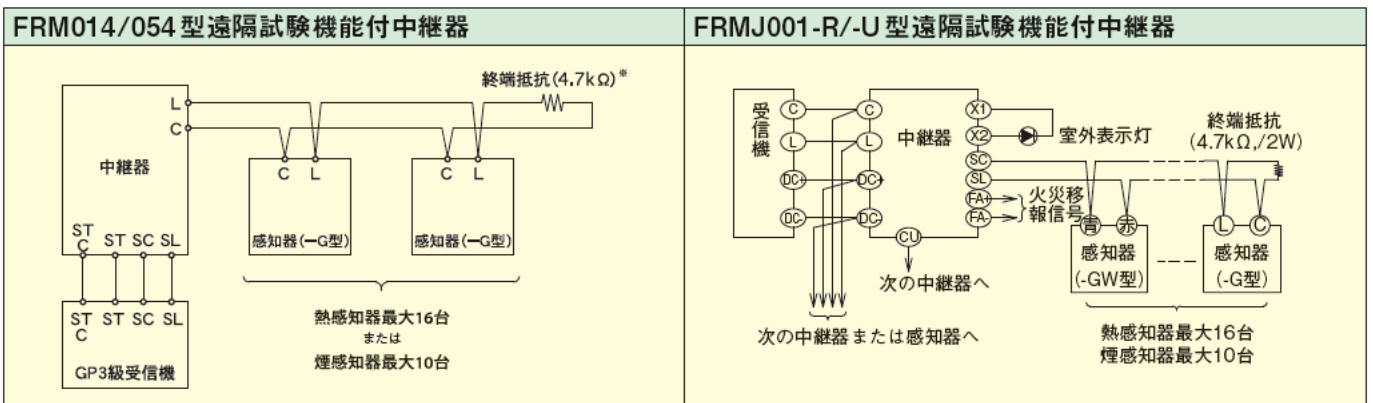 FRM014/054型遠隔試験機能付中継器
終端抵抗(4.7kΩ)※
L
C
中継器
C L
C L
感知器(ーG型)
感知器(ーG型)
ST
C
ST SC SL
ST ST SC SL
C
GP3級受信機
熱感知器最大16台
または
煙感知器最大10台
FRMJ001-R/-U型遠隔試験機能付中継器
受信機
C
L
DC+
DC-
C
L
DC+
DC-
中継器
CU
X1
X2
SC
SL
FA+
FA-
室外表示灯
火災移
報信号
終端抵抗
(4.7kΩ,/2W)
青 赤
感知器
(-GW型)
L C
感知器
(-G型)
次の中継器へ
次の中継器または感知器へ
熱感知器最大16台
煙感知器最大10台